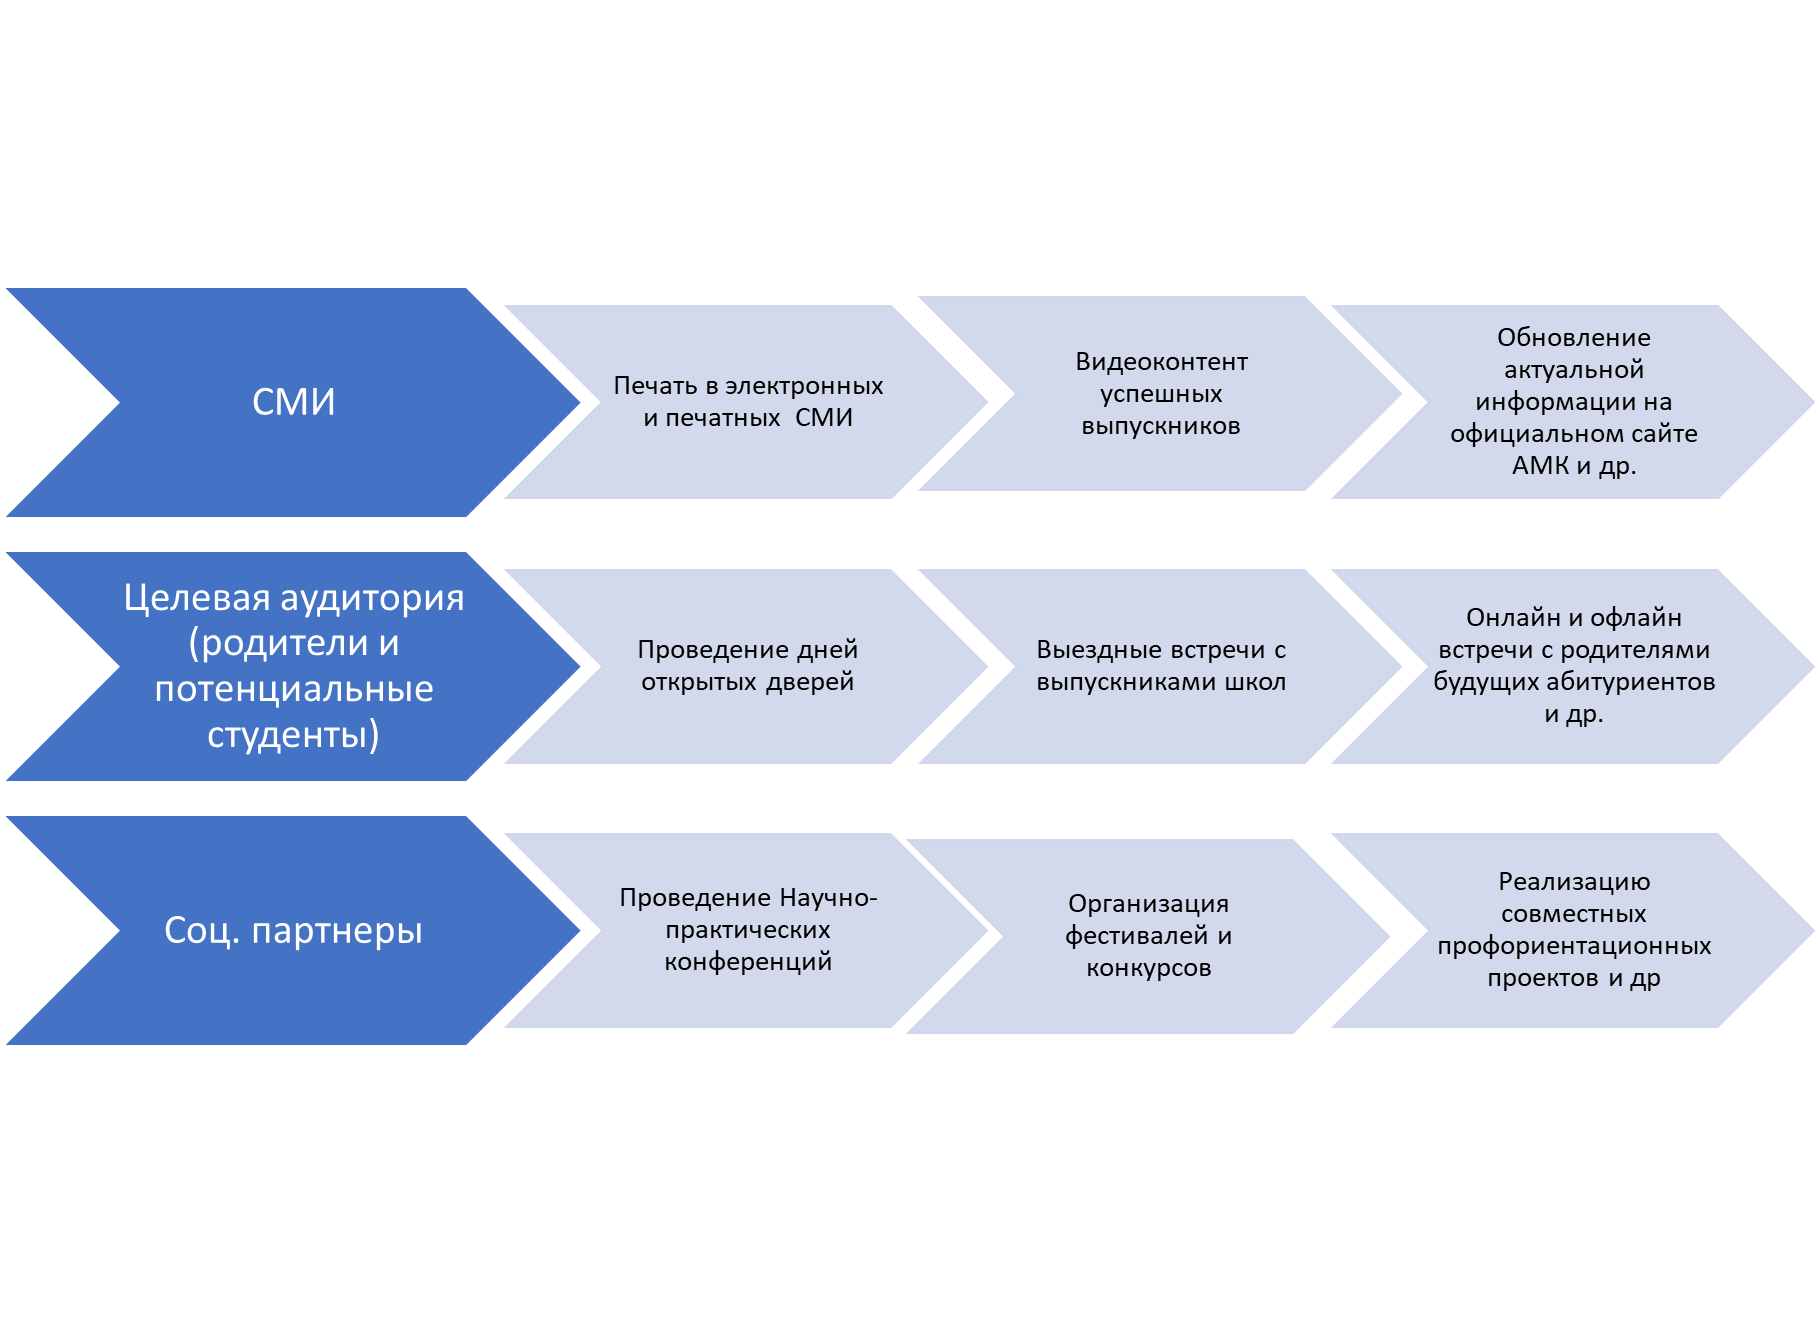 СМИ
Печать в электронных
и печатных  СМИ
Видеоконтент
успешных
выпускников
Обновление
актуальной
информации на
официальном сайте
АМК и др.
Целевая аудитория
(родители и
потенциальные
студенты)
Проведение дней
открытых дверей
Выездные встречи с
выпускниками школ
Онлайн и офлайн
встречи с родителями
будущих абитуриентов
и др.
Соц. партнеры
Проведение Научно-
практических
конференций
Организация
фестивалей и
конкурсов
Реализацию
совместных
профориентационных
проектов и др